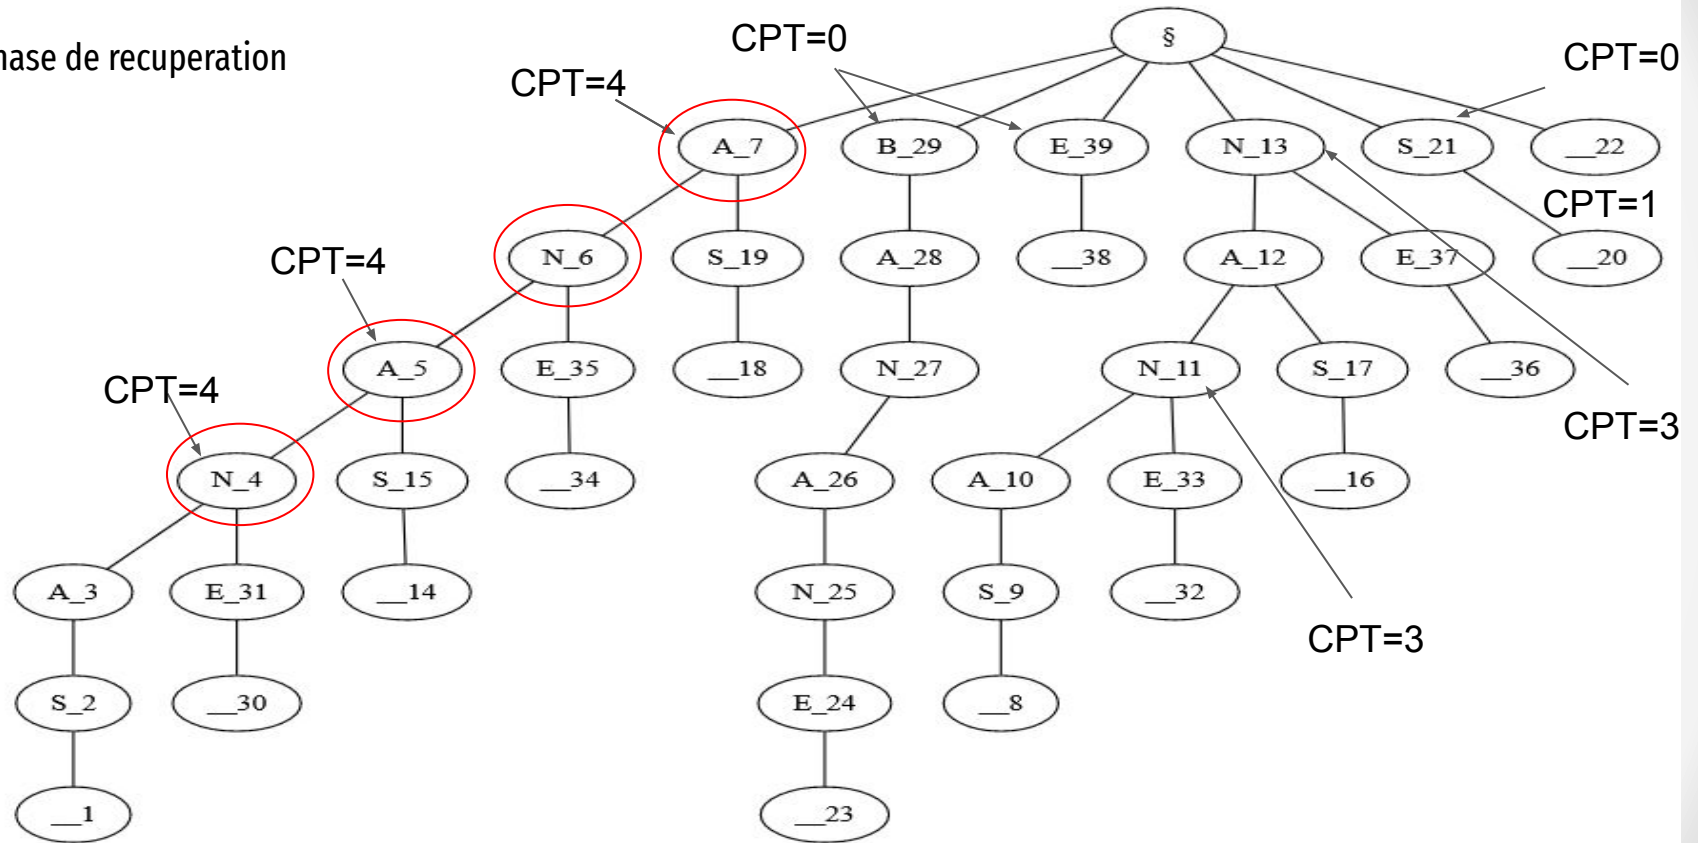 hase de recuperation
CPT=0
§
CPT=0
CPT=4
A_7
B_29
E_39
N_13
S_21
__22
CPT=1
CPT=4
N_6
S_19
A_28
__38
A_12
E_37
__20
CPT=4
A_5
E_35
__18
N_27
N_11
S_17
__36
CPT=3
N_4
S_15
__34
A_26
A_10
E_33
__16
A_3
E_31
__14
N_25
S_9
__32
CPT=3
S_2
__30
E_24
__8
__1
__23